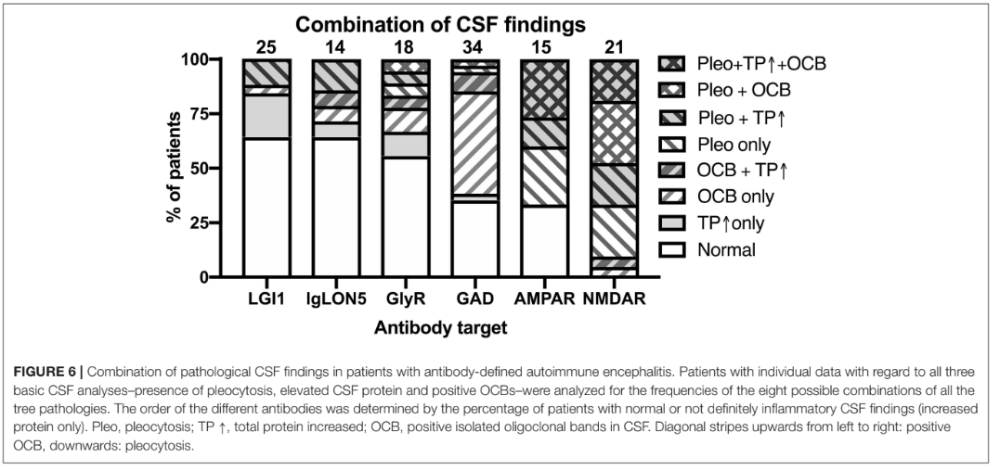 Combination of CSF findings
25 14 18 34 15 21
100
75
50
25
0
% of patients
LGI1 IgLON5 GlyR GAD AMPAR NMDAR
Antibody target
Pleo+TP↑+OCB
Pleo + OCB
Pleo + TP↑
Pleo only
OCB + TP↑
OCB only
TP↑only
Normal
FIGURE 6 | Combination of pathological CSF findings in patients with antibody-defined autoimmune encephalitis. Patients with individual data with regard to all three
basic CSF analyses–presence of pleocytosis, elevated CSF protein and positive OCBs–were analyzed for the frequencies of the eight possible combinations of all the
tree pathologies. The order of the different antibodies was determined by the percentage of patients with normal or not definitely inflammatory CSF findings (increased
protein only). Pleo, pleocytosis; TP ↑, total protein increased; OCB, positive isolated oligoclonal bands in CSF. Diagonal stripes upwards from left to right: positive
OCB, downwards: pleocytosis.